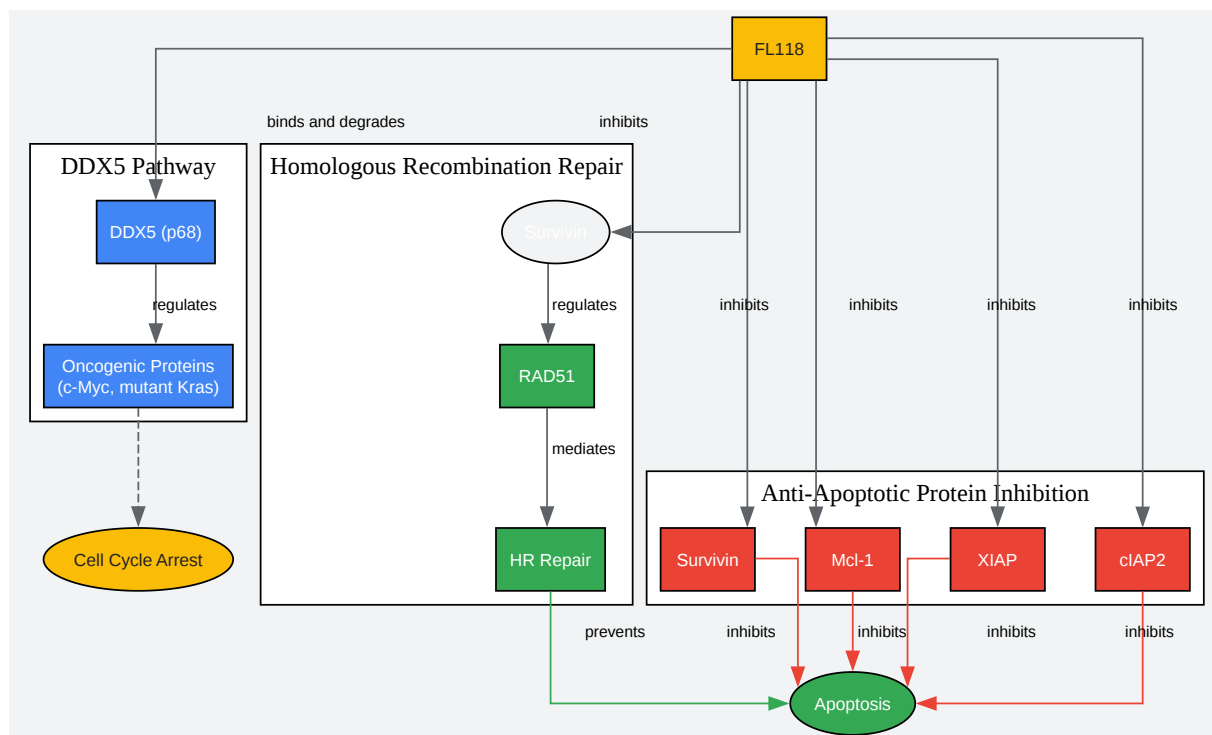 FL118
binds and degrades
inhibits
DDX5 Pathway
Homologous Recombination Repair
DDX5 (p68)
Survivin
regulates
regulates
inhibits
inhibits
inhibits
inhibits
Oncogenic Proteins
(c-Myc, mutant Kras)
RAD51
mediates
Anti-Apoptotic Protein Inhibition
Cell Cycle Arrest
HR Repair
Survivin
Mcl-1
XIAP
cIAP2
prevents
inhibits
inhibits
inhibits
inhibits
Apoptosis